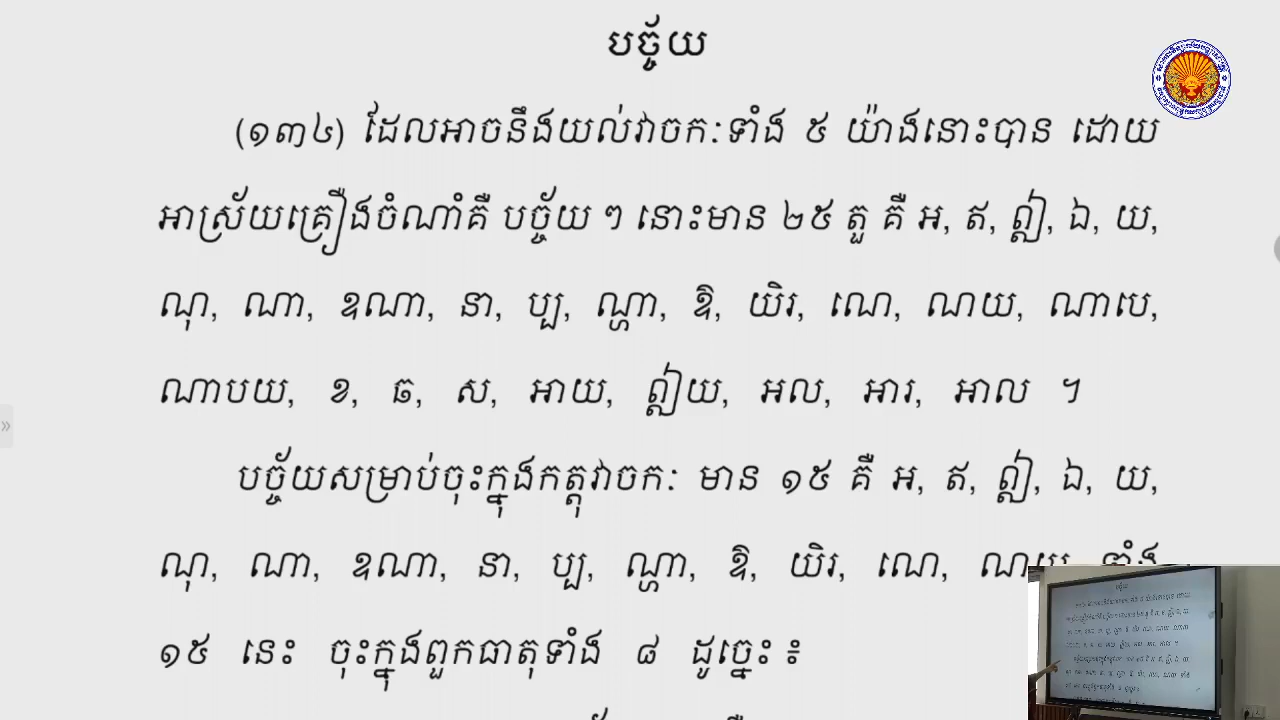 បច្ច័យ
(១៣៤) ដែលអាចនឹងយល់វាចកៈទាំង ៥ យ៉ាងនោះបាន ដោយ
អាស្រ័យគ្រឿងចំណាំគឺ បច្ច័យ ៗ នោះមាន ២៥ តួ គឺ អ, ឥ, ឦ, ឯ, យ,
ណុ, ណា, ឧណា, នា, ប្ប, ណ្ហា, ឱ, យិរ, ណេ, ណយ, ណាបេ,
ណាបយ, ខ, ឆ, ស, អាយ, ឦយ, អល, អារ, អាល ។
បច្ច័យសម្រាប់ចុះក្នុងកត្តុវាចកៈ មាន ១៥ គឺ អ, ឥ, ឦ, ឯ, យ,
ណុ, ណា, ឧណា, នា, ប្ប, ណ្ហា, ឱ, យិរ, ណេ, ណយ ទាំង
១៥ នេះ ចុះក្នុងពួកធាតុទាំង ៨ ដូច្នេះ ៖